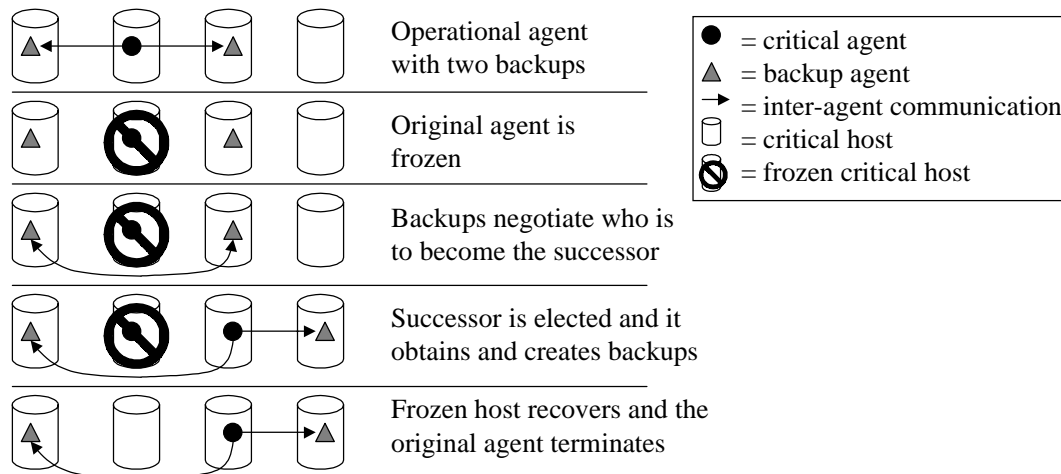 Operational agent
with two backups
Original agent is
frozen
Backups negotiate who is
to become the successor
Successor is elected and it
obtains and creates backups
Frozen host recovers and the
original agent terminates
= critical agent
= backup agent
= inter-agent communication
= critical host
= frozen critical host